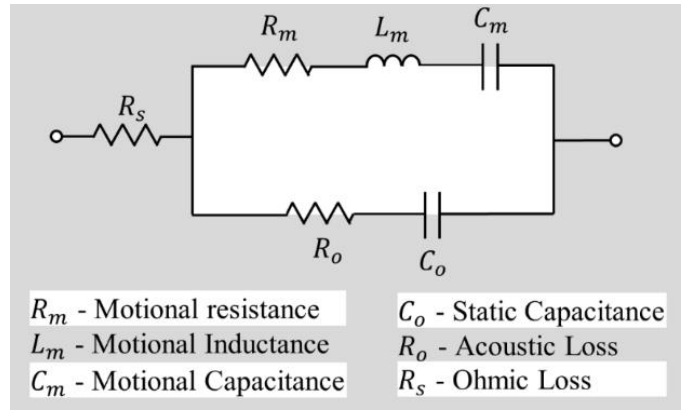 R_m
L_m
C_m
R_s
R_o
C_o
R_m - Motional resistance
L_m - Motional Inductance
C_m - Motional Capacitance
C_o - Static Capacitance
R_o - Acoustic Loss
R_s - Ohmic Loss